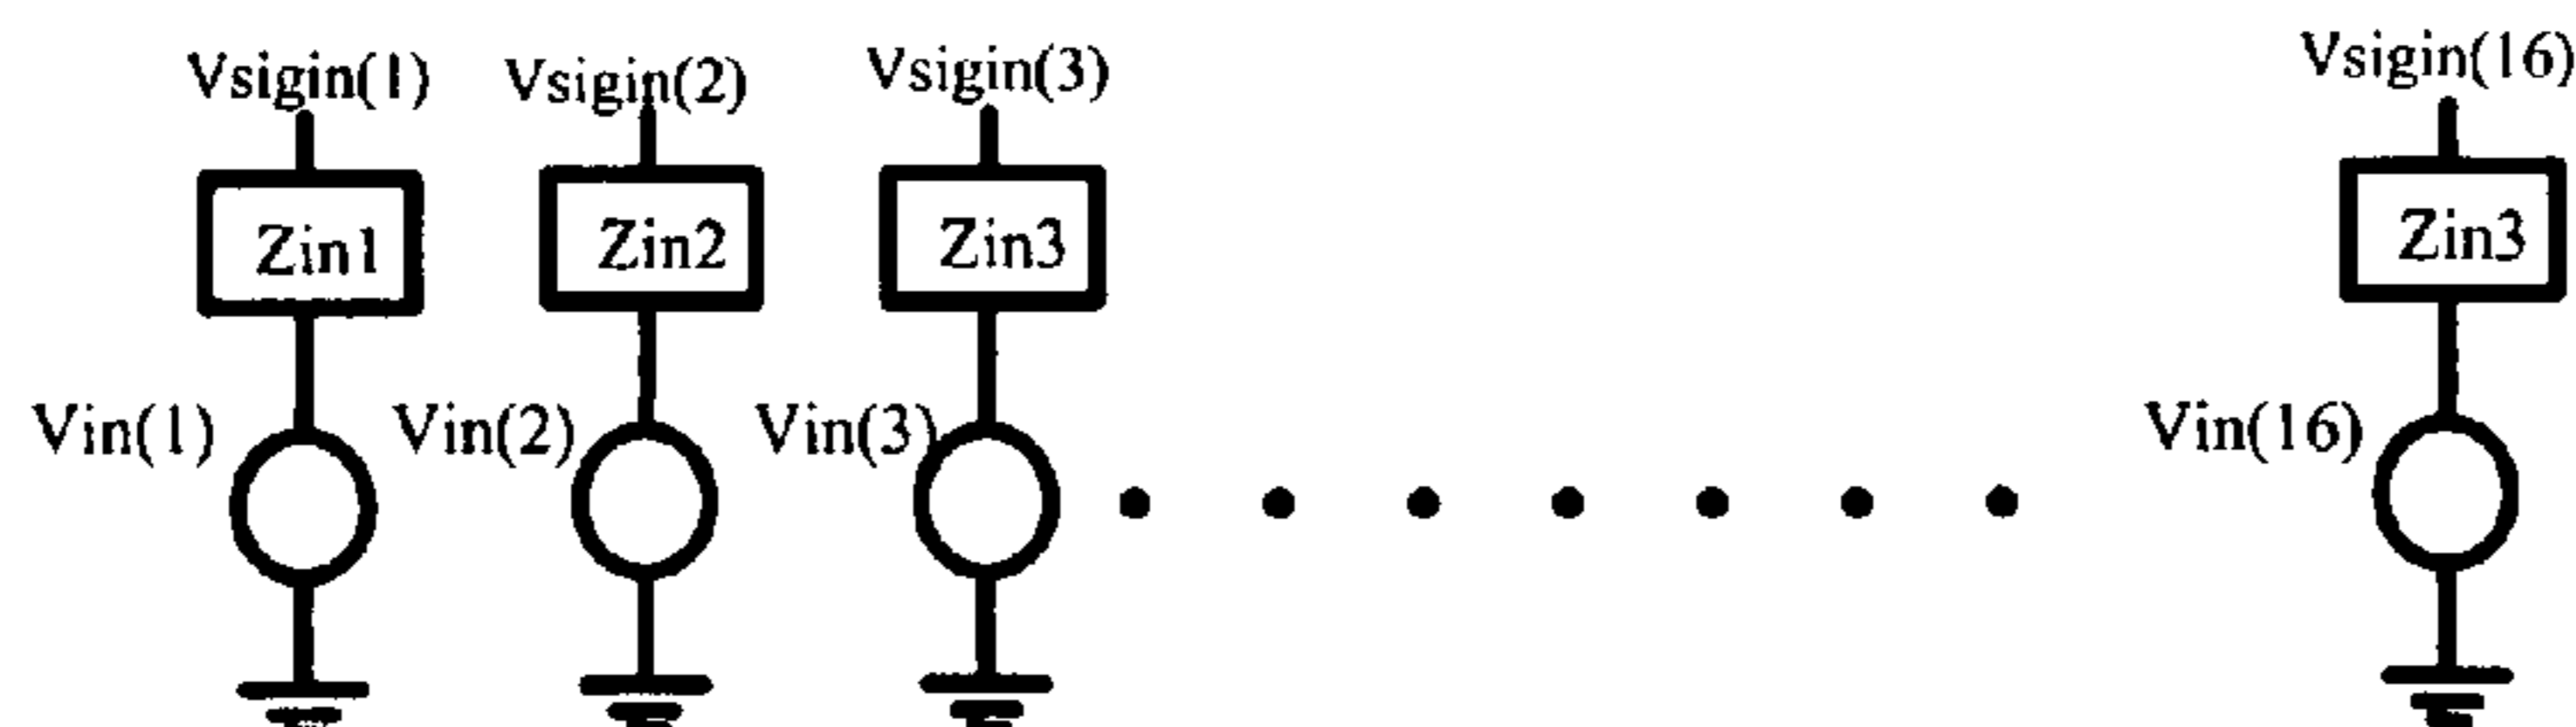 Vsigin(1) Vsigin(2) Vsigin(3) Vsigin(16)
Zin1 Zin2 Zin3 Zin3
Vin(1) Vin(2) Vin(3) Vin(16)